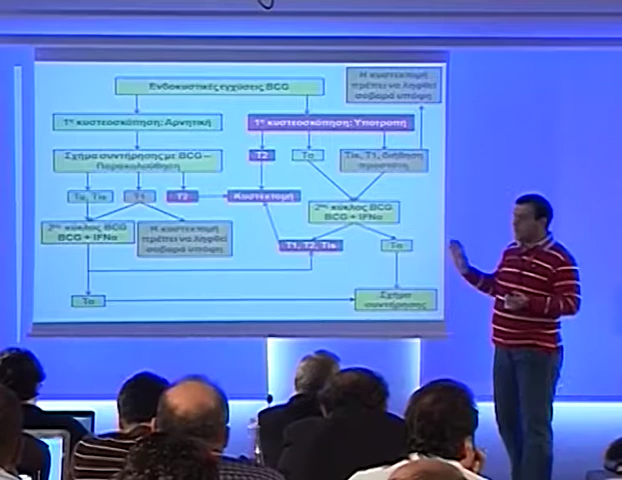 Ενδοκυστικές εγχύσεις BCG
Η κυστεκτομή
πρέπει να ληφθεί
σοβαρά υπόψη
1η κυστεοσκόπηση: Αρνητική
1η κυστεοσκόπηση: Υποτροπή
Σχήμα συντήρησης με BCG –
Παρακολούθηση
T2
Ta
Tis, T1, διήθηση
προστάτη
Ta, Tis
T1
T2
Κυστεκτομή
2ος κύκλος BCG
BCG + IFNα
2ος κύκλος BCG
BCG + IFNα
Η κυστεκτομή
πρέπει να ληφθεί
σοβαρά υπόψη
T1, T2, Tis
Ta
Ta
Σχήμα
συντήρησης